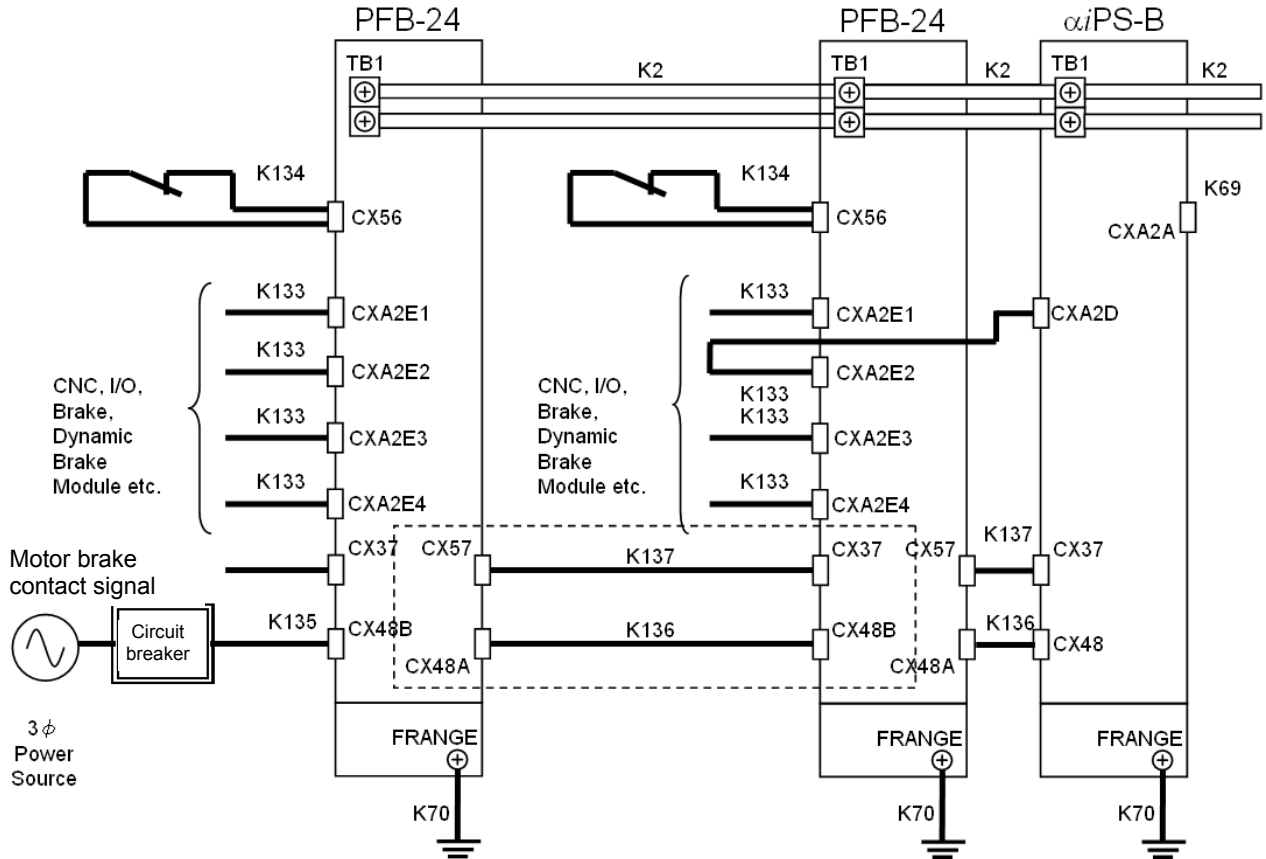 PFB-24
PFB-24
αiPS-B
TB1
K2
TB1
K2
TB1
K2
K134
CX56
K134
CX56
K69
CXA2A
K133
CXA2E1
K133
CXA2E1
CXA2D
K133
CXA2E2
CXA2E2
K133
K133
CXA2E3
K133
CXA2E3
K133
CXA2E4
K133
CXA2E4
CNC, I/O,
Brake,
Dynamic
Brake
Module etc.
CNC, I/O,
Brake,
Dynamic
Brake
Module etc.
Motor brake
contact signal
CX37
CX57
K137
CX37
CX57
K137
CX37
Circuit
breaker
K135
CX48B
CX48A
K136
CX48B
CX48A
K136
CX48
3ϕ
Power
Source
FRANGE
FRANGE
FRANGE
K70
K70
K70